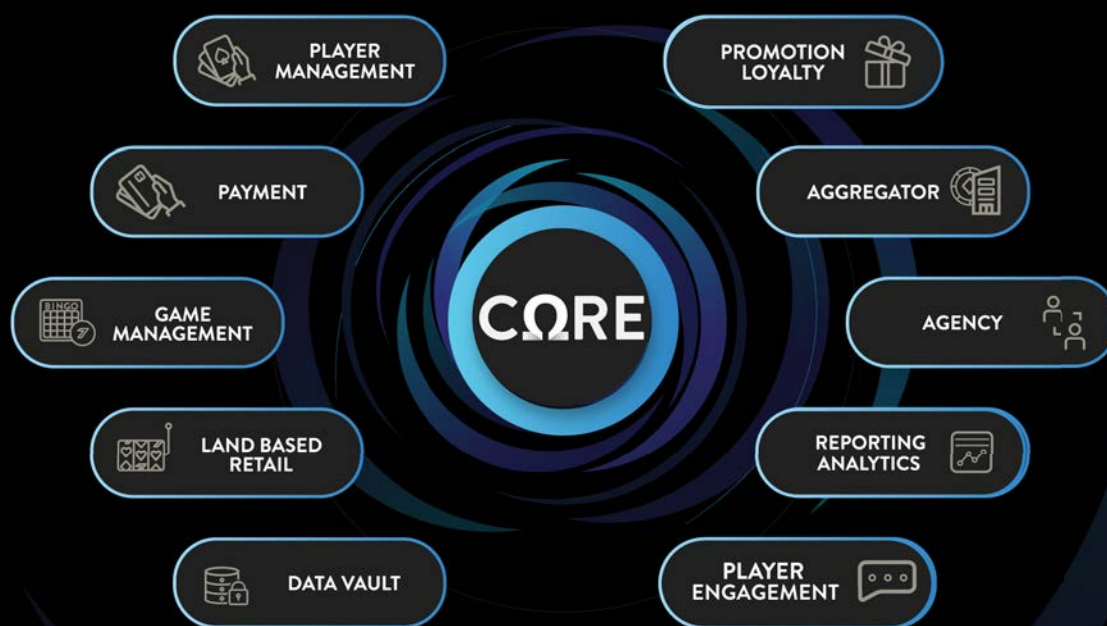 PLAYER
MANAGEMENT
PROMOTION
LOYALTY
PAYMENT
AGGREGATOR
BINGO
GAME
MANAGEMENT
CΩRE
AGENCY
LAND BASED
RETAIL
REPORTING
ANALYTICS
DATA VAULT
PLAYER
ENGAGEMENT